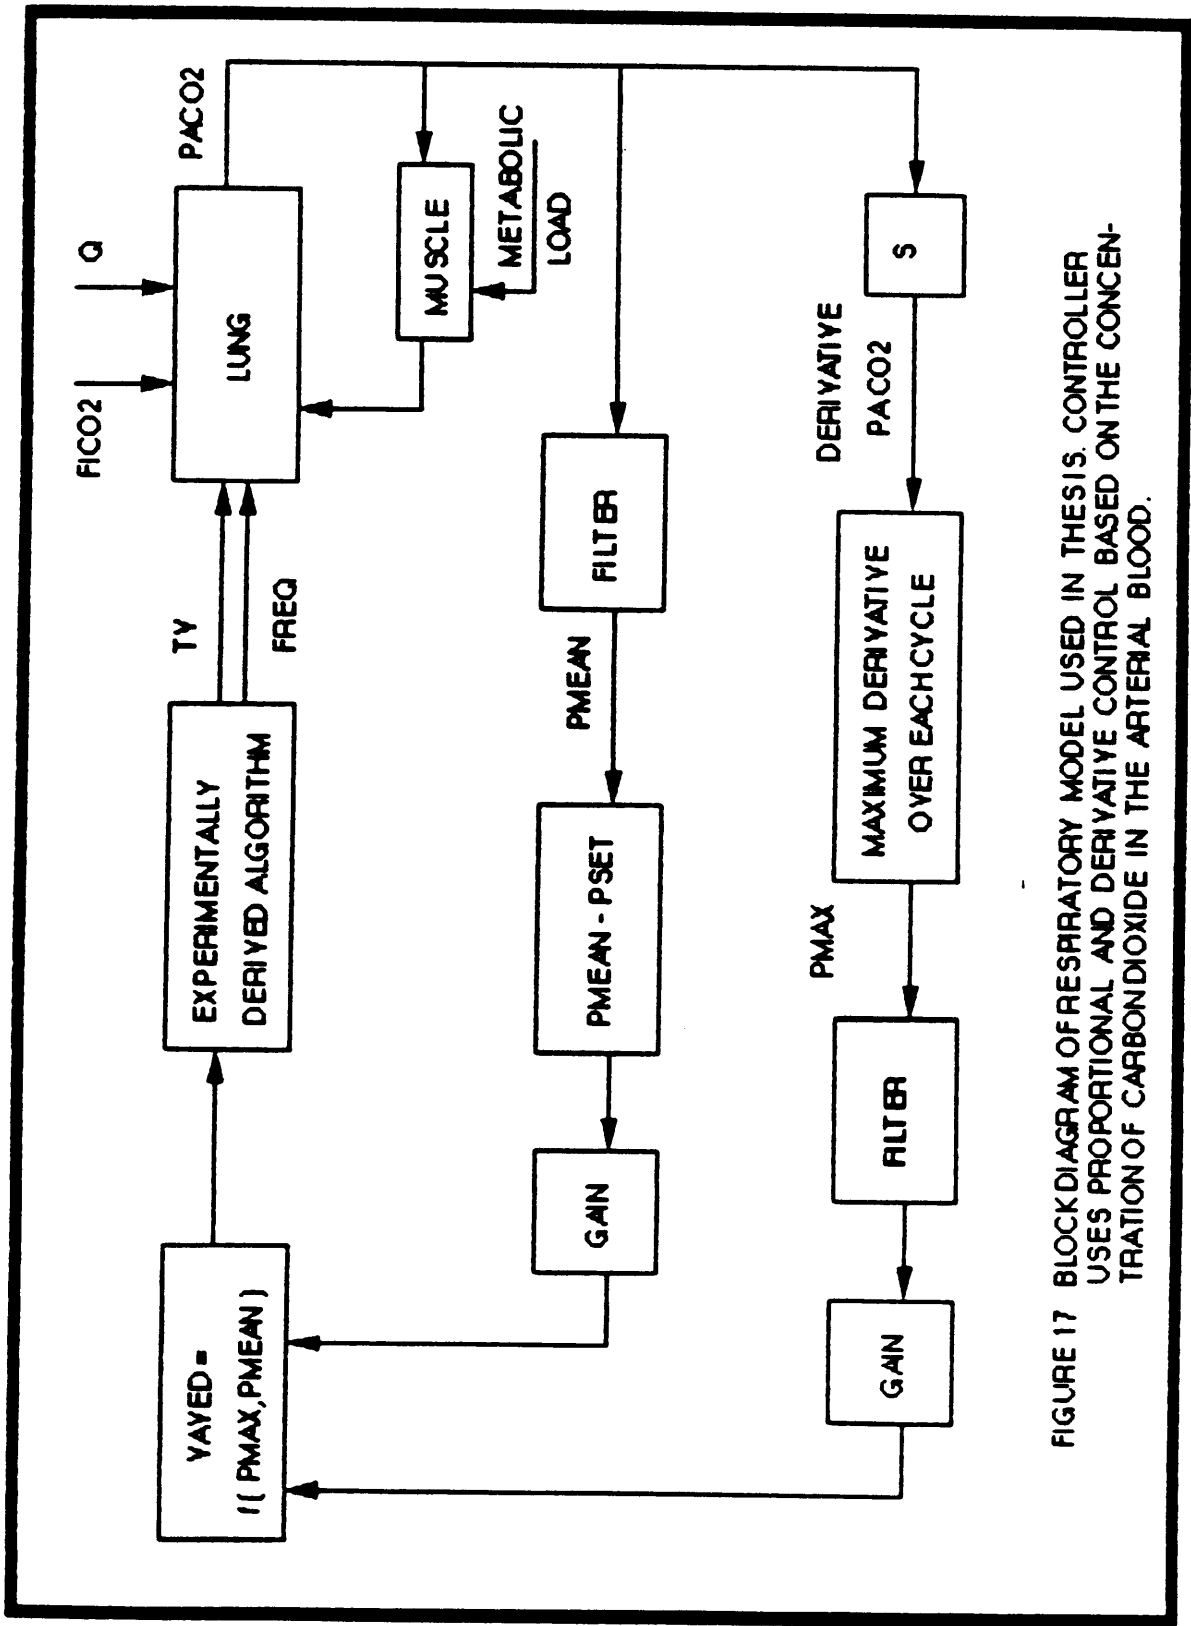 FICO2
Q
VAVED =
f ( PMAX, PMEAN )
EXPERIMENTALLY
DERIVED ALGORITHM
TV
FREQ
LUNG
PACO2
MUSCLE
METABOLIC
LOAD
GAIN
PMEAN - PSET
PMEAN
FILTER
GAIN
FILTER
PMAX
MAXIMUM DERIVATIVE
OVER EACH CYCLE
DERIVATIVE
PACO2
S
FIGURE 17 BLOCK DIAGRAM OF RESPIRATORY MODEL USED IN THESIS. CONTROLLER
USES PROPORTIONAL AND DERIVATIVE CONTROL BASED ON THE CONCEN-
TRATION OF CARBON DIOXIDE IN THE ARTERIAL BLOOD.